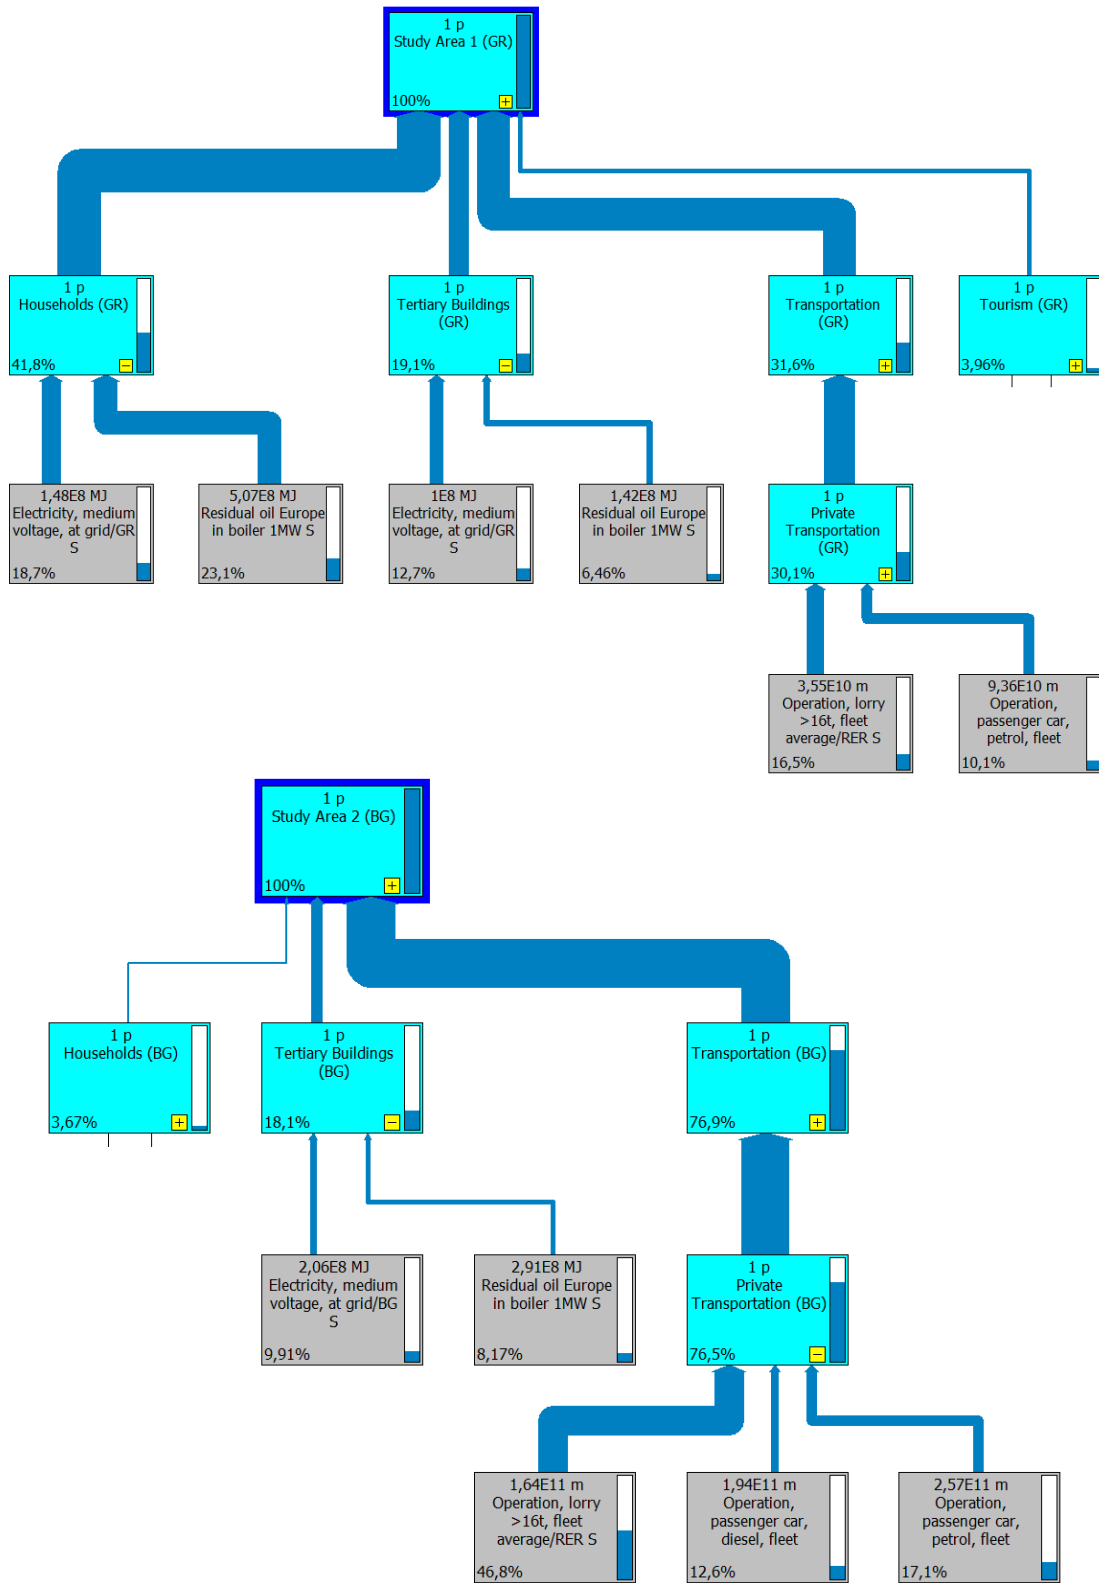 1 p
Study Area 1 (GR)
100%
+
1 p
Households (GR)
41,8%
−
1 p
Tertiary Buildings
(GR)
19,1%
−
1 p
Transportation
(GR)
31,6%
+
1 p
Tourism (GR)
3,96%
+
1,48E8 MJ
Electricity, medium
voltage, at grid/GR
S
18,7%
5,07E8 MJ
Residual oil Europe
in boiler 1MW S
23,1%
1E8 MJ
Electricity, medium
voltage, at grid/GR
S
12,7%
1,42E8 MJ
Residual oil Europe
in boiler 1MW S
6,46%
1 p
Private
Transportation
(GR)
30,1%
+
3,55E10 m
Operation, lorry
>16t, fleet
average/RER S
16,5%
9,36E10 m
Operation,
passenger car,
petrol, fleet
10,1%
1 p
Study Area 2 (BG)
100%
+
1 p
Households (BG)
3,67%
+
1 p
Tertiary Buildings
(BG)
18,1%
−
1 p
Transportation (BG)
76,9%
+
2,06E8 MJ
Electricity, medium
voltage, at grid/BG
S
9,91%
2,91E8 MJ
Residual oil Europe
in boiler 1MW S
8,17%
1 p
Private
Transportation (BG)
76,5%
−
1,64E11 m
Operation, lorry
>16t, fleet
average/RER S
46,8%
1,94E11 m
Operation,
passenger car,
diesel, fleet
12,6%
2,57E11 m
Operation,
passenger car,
petrol, fleet
17,1%